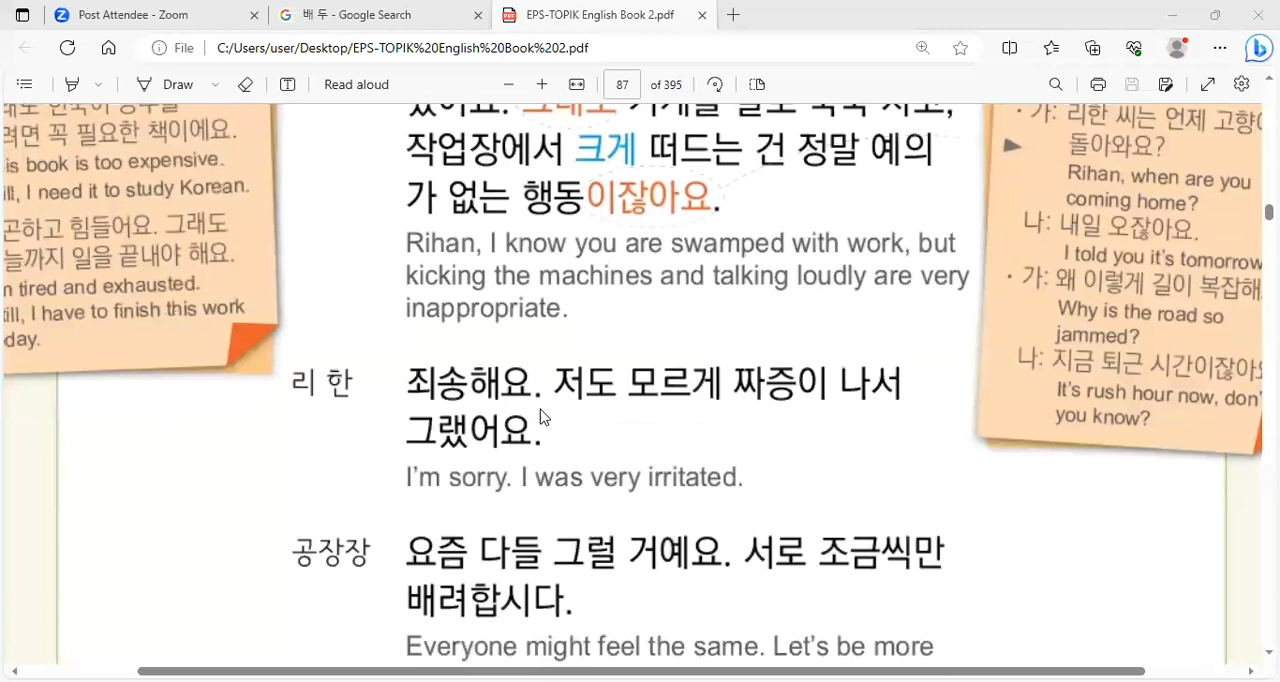 Post Attendee - Zoom
배 두 - Google Search
EPS-TOPIK English Book 2.pdf
File
C:/Users/user/Desktop/EPS-TOPIK%20English%20Book%202.pdf
Draw
Read aloud
87
of 395
려면 꼭 필요한 책이에요.
is book is too expensive.
ill, I need it to study Korean.
곤하고 힘들어요. 그래도
늘까지 일을 끝내야 해요.
n tired and exhausted.
till, I have to finish this work
day.
작업장에서 크게 떠드는 건 정말 예의
가 없는 행동이잖아요.
Rihan, I know you are swamped with work, but
kicking the machines and talking loudly are very
inappropriate.
리 한
죄송해요. 저도 모르게 짜증이 나서
그랬어요.
I'm sorry. I was very irritated.
공장장
요즘 다들 그럴 거예요. 서로 조금씩만
배려합시다.
Everyone might feel the same. Let's be more
· 가: 리한 씨는 언제 고향
돌아와요?
Rihan, when are you
coming home?
나: 내일 오잖아요.
I told you it's tomorrow
· 가: 왜 이렇게 길이 복잡해
Why is the road so
jammed?
나: 지금 퇴근 시간이잖아
It's rush hour now, don'
you know?